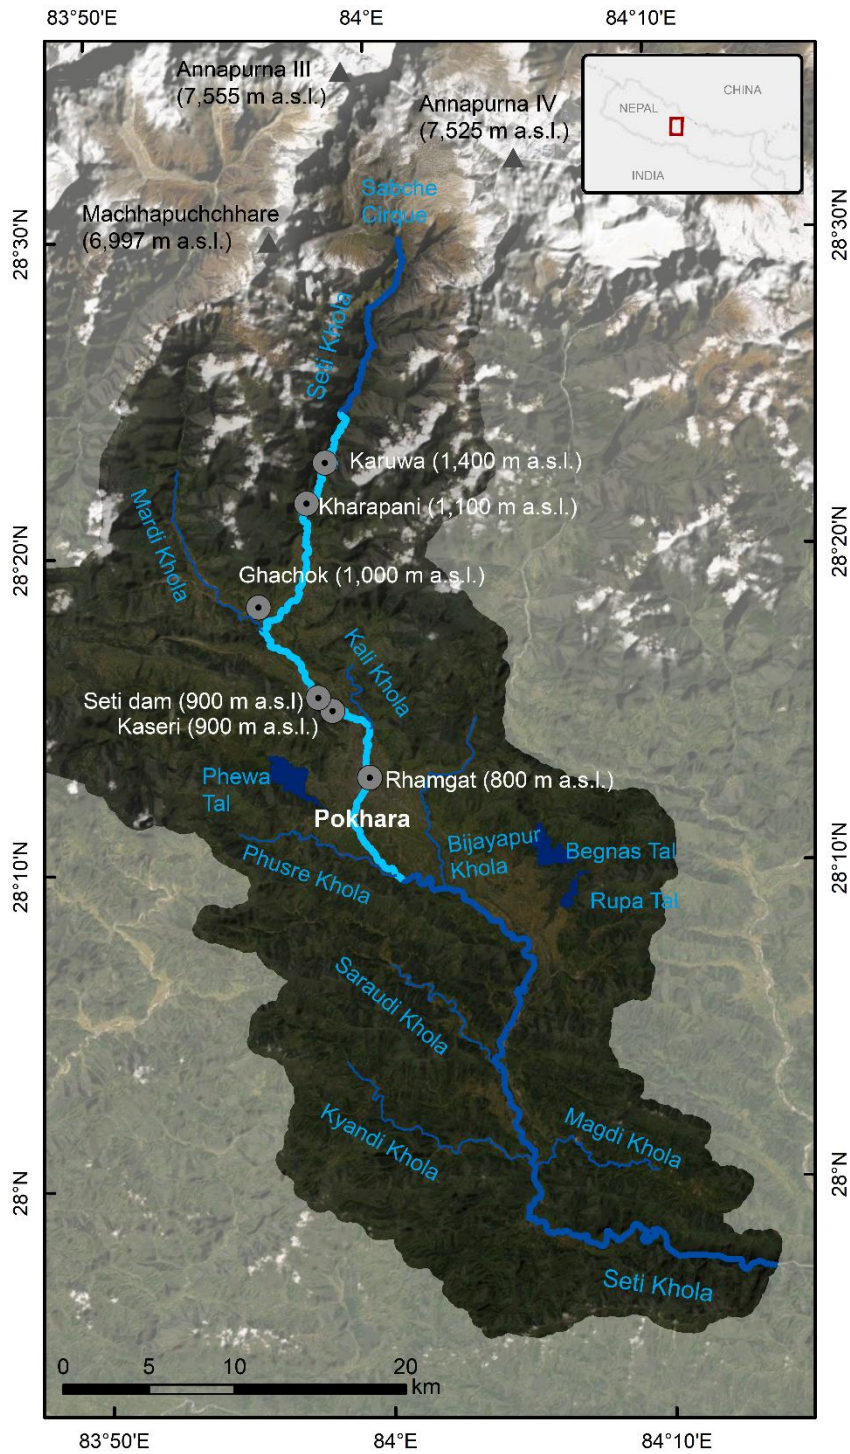 83°50'E
84°E
84°10'E
Annapurna III
(7,555 m a.s.l.)
Annapurna IV
(7,525 m a.s.l.)
CHINA
NEPAL
INDIA
Sabche
Cirque
Machhapuchchhare
(6,997 m a.s.l.)
28°30'N
28°30'N
Seti Khola
Karuwa (1,400 m a.s.l.)
Kharapani (1,100 m a.s.l.)
Mardi Khola
28°20'N
28°20'N
Ghachok (1,000 m a.s.l.)
Kali Khola
Seti dam (900 m a.s.l)
Kaseri (900 m a.s.l.)
Phewa
Tal
Rhamgat (800 m a.s.l.)
Pokhara
Bijayapur
Khola
Begnas Tal
Phusre Khola
28°10'N
28°10'N
Rupa Tal
Saraudi Khola
Kyandi Khola
Magdi Khola
28°N
28°N
Seti Khola
0 5 10 20
km
83°50'E
84°E
84°10'E